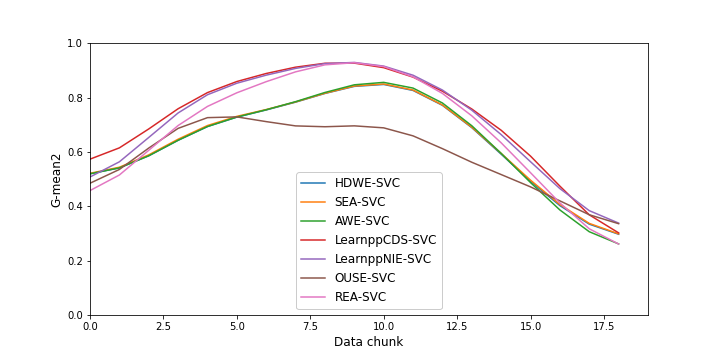 1.0
0.8
0.6
0.4
0.2
0.0
G-mean2
HDWE-SVC
SEA-SVC
AWE-SVC
LearnppCDS-SVC
LearnppNIE-SVC
OUSE-SVC
REA-SVC
0.0 2.5 5.0 7.5 10.0 12.5 15.0 17.5
Data chunk